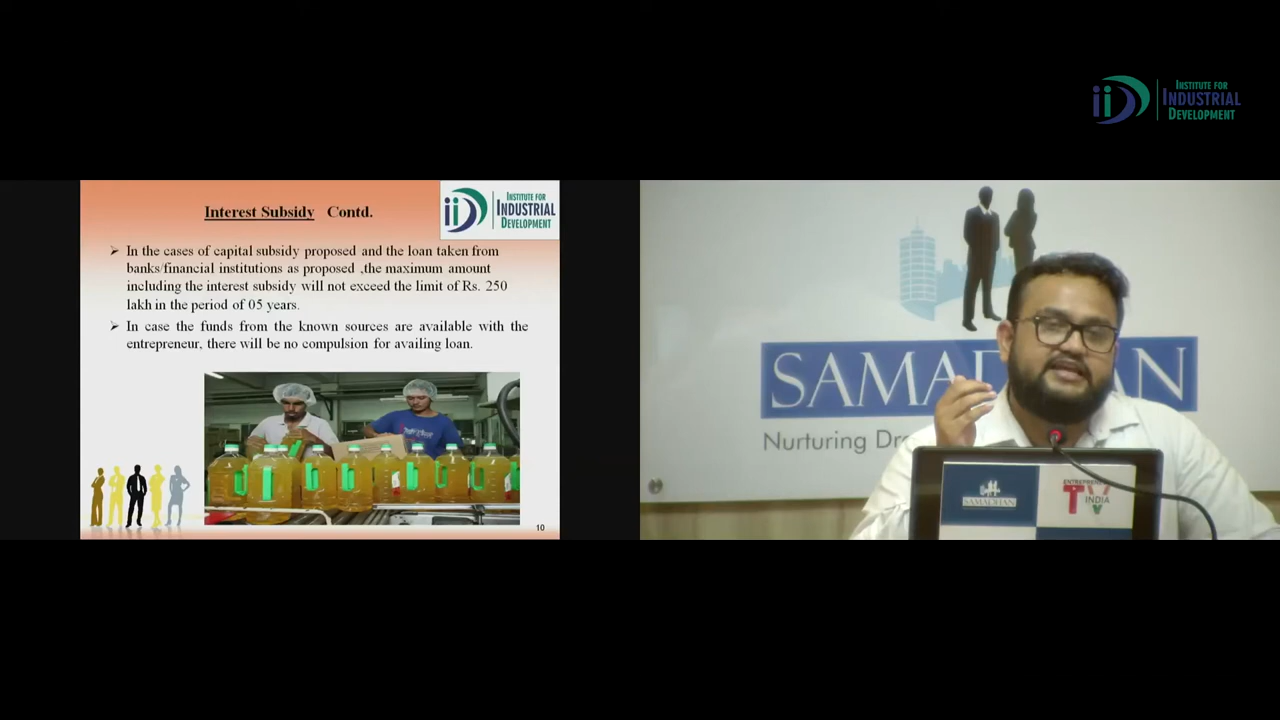 INSTITUTE FOR
INDUSTRIAL
DEVELOPMENT
Interest Subsidy Contd.
INSTITUTE FOR
INDUSTRIAL
DEVELOPMENT
In the cases of capital subsidy proposed and the loan taken from
banks/financial institutions as proposed ,the maximum amount
including the interest subsidy will not exceed the limit of Rs. 250
lakh in the period of 05 years.
In case the funds from the known sources are available with the
entrepreneur, there will be no compulsion for availing loan.
10
Nurturing
SAMADHAN
ENTREPRENEUR
TV
INDIA